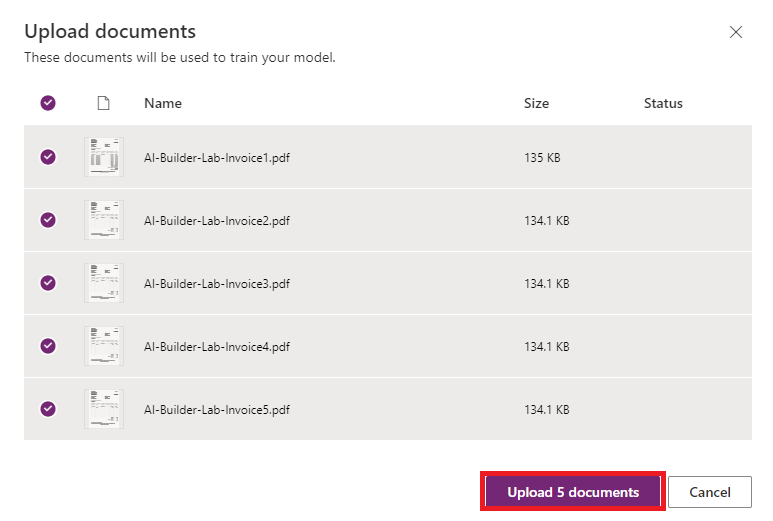 Upload documents
These documents will be used to train your model.
Name Size Status
AI-Builder-Lab-Invoice1.pdf 135 KB
AI-Builder-Lab-Invoice2.pdf 134.1 KB
AI-Builder-Lab-Invoice3.pdf 134.1 KB
AI-Builder-Lab-Invoice4.pdf 134.1 KB
AI-Builder-Lab-Invoice5.pdf 134.1 KB
Upload 5 documents Cancel